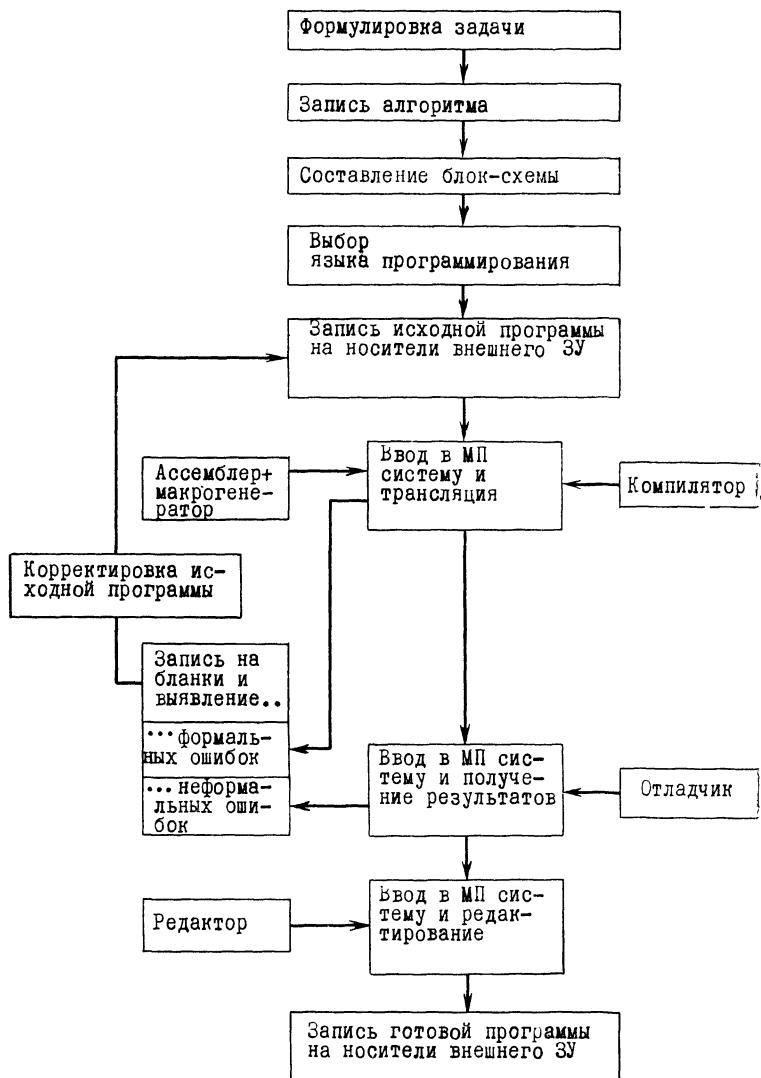 Формулировка задачи
Запись алгоритма
Составление блок-схемы
Выбор
языка программирования
Запись исходной программы
на носители внешнего ЗУ
Ввод в МП
систему и
трансляция
Ассемблер+
макрогене-
ратор
Компилятор
Корректировка ис-
ходной программы
Запись на
бланки и
выявление..
...формаль-
ных ошибок
...неформа-
льных оши-
бок
Ввод в МП сис-
тему и получе-
ние результатов
Отладчик
Ввод в МП сис-
тему и редак-
тирование
Редактор
Запись готовой программы
на носители внешнего ЗУ